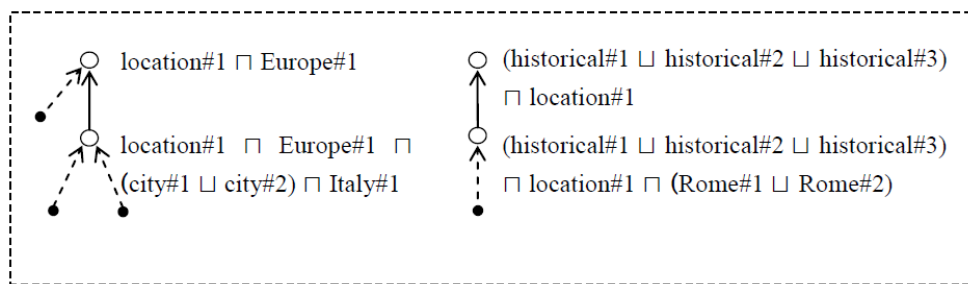 location#1 ⊓ Europe#1
location#1 ⊓ Europe#1 ⊓
(city#1 ⊔ city#2) ⊓ Italy#1
(historical#1 ⊔ historical#2 ⊔ historical#3)
⊓ location#1
(historical#1 ⊔ historical#2 ⊔ historical#3)
⊓ location#1 ⊓ (Rome#1 ⊔ Rome#2)